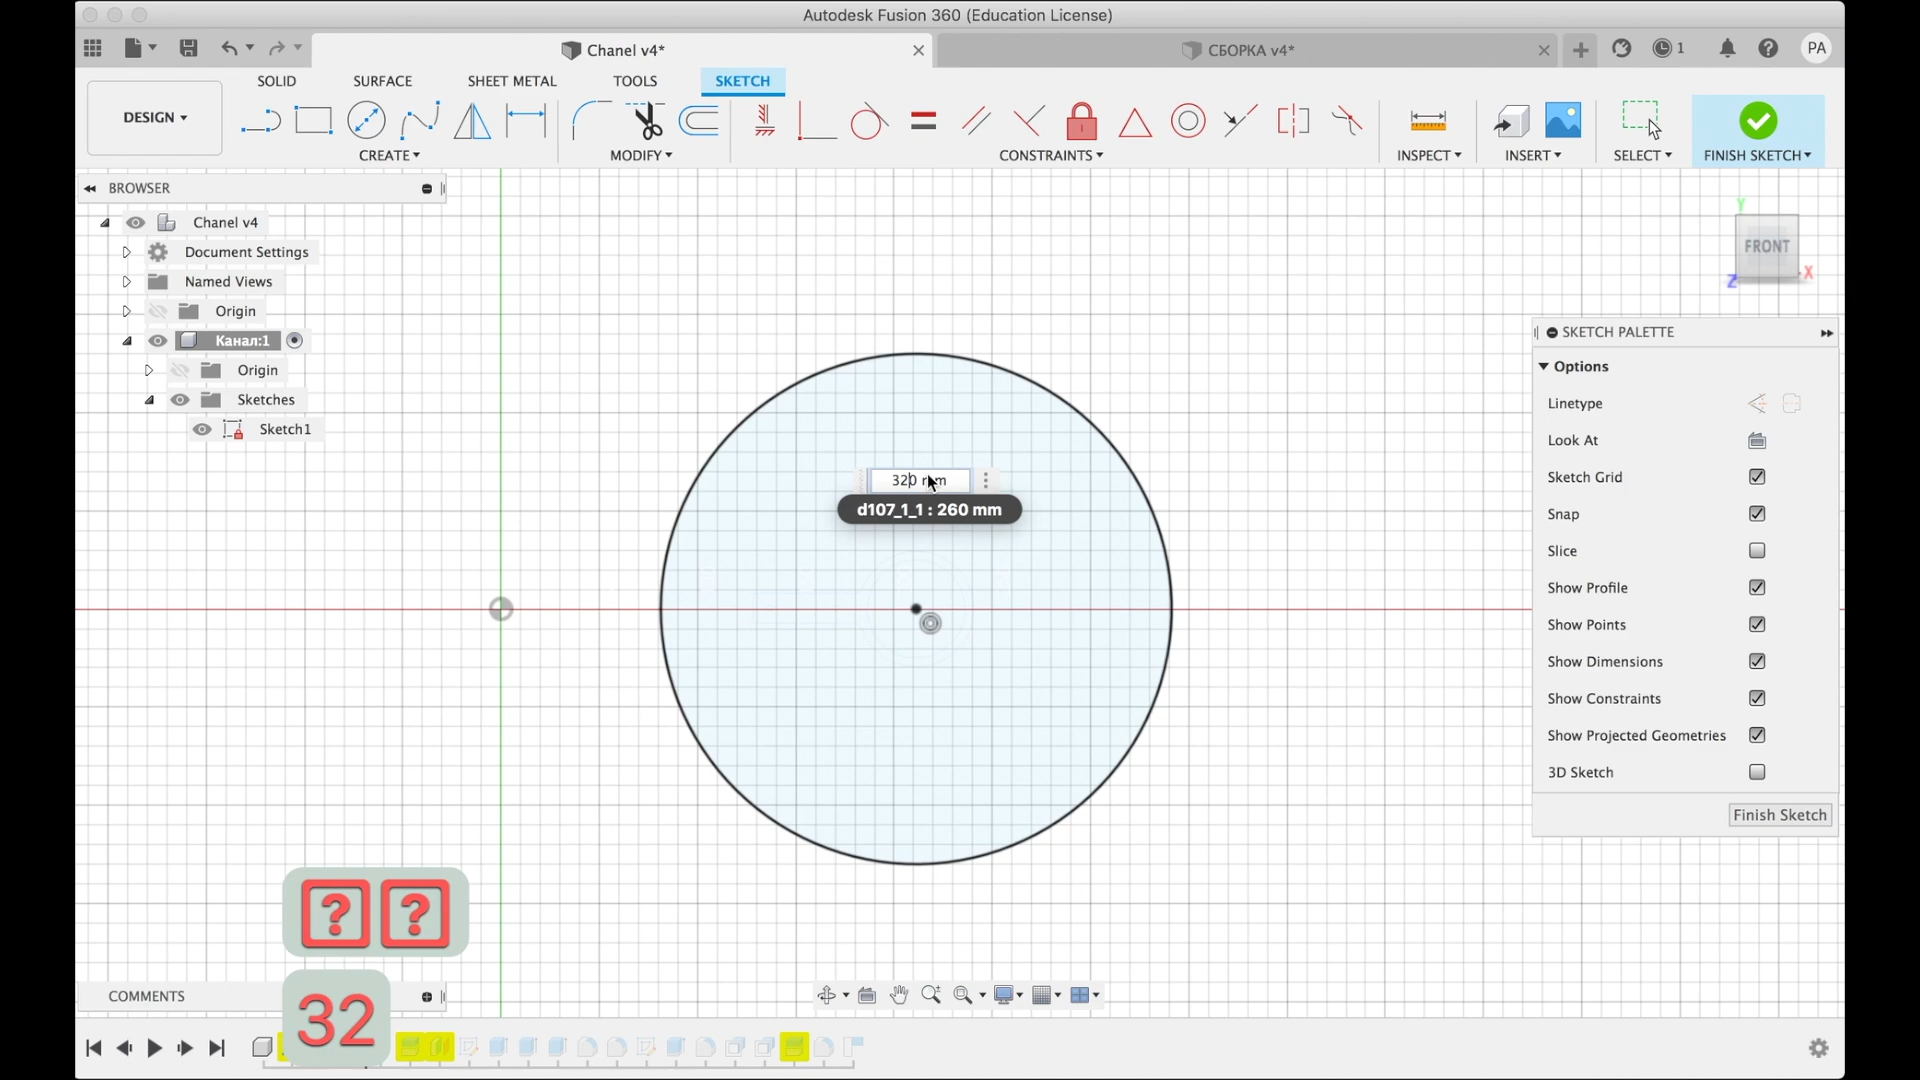 Autodesk Fusion 360 (Education License)
Chanel v4*
СБОРКА v4*
1
PA
DESIGN
SOLID
SURFACE
SHEET METAL
TOOLS
SKETCH
CREATE
MODIFY
CONSTRAINTS
INSPECT
INSERT
SELECT
FINISH SKETCH
BROWSER
Chanel v4
Document Settings
Named Views
Origin
Канал:1
Origin
Sketches
Sketch1
Y
FRONT
X
Z
320 mm
d107_1_1 : 260 mm
SKETCH PALETTE
Options
Linetype
Look At
Sketch Grid
Snap
Slice
Show Profile
Show Points
Show Dimensions
Show Constraints
Show Projected Geometries
3D Sketch
Finish Sketch
? ?
32
COMMENTS